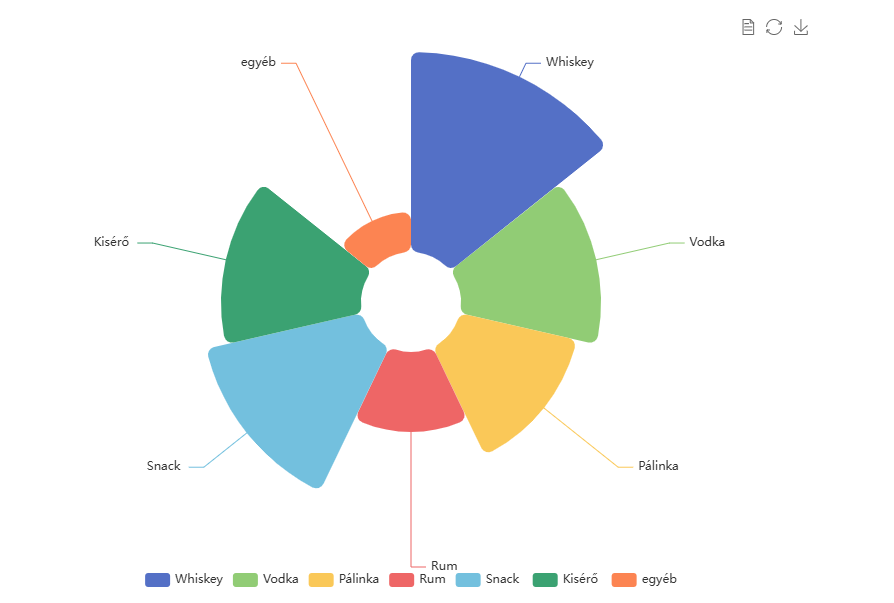 egyéb Whiskey
Kisérő Vodka
Snack Pálinka
Rum
Whiskey Vodka Pálinka Rum Snack Kisérő egyéb